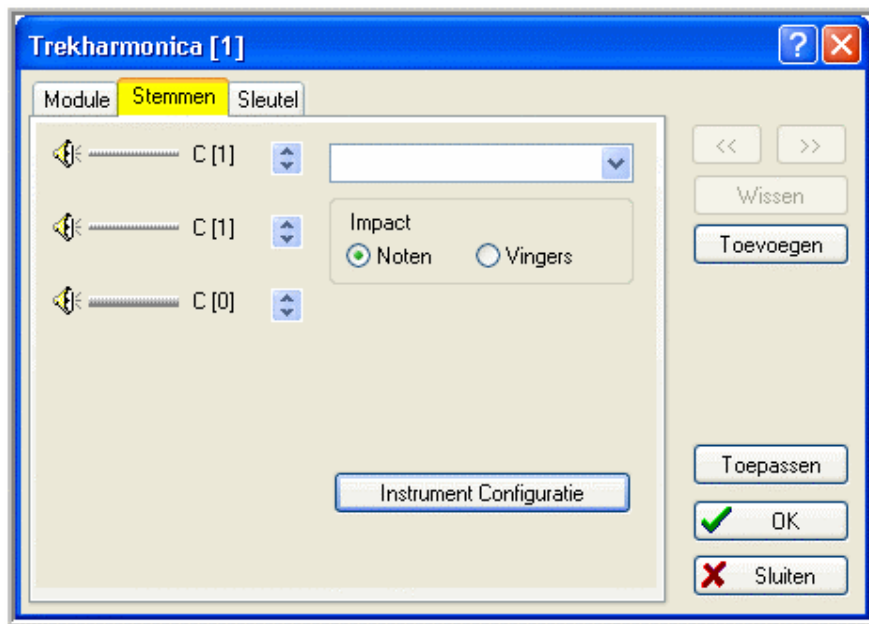 Trekharmonica [1]
Module Stemmen Sleutel
C [1]
C [1]
C [0]
Impact
Noten Vingers
Instrument Configuratie
<< >>
Wissen
Toevoegen
Toepassen
OK
Sluiten